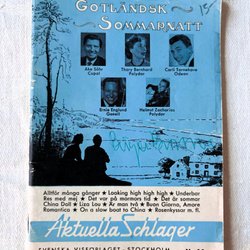 GOTLÄNDSK
SOMMARNATT
15
Åke Söhr
Cupol
Thory Bernhard
Polydor
Carli Tornehave
Odeon
Ernie Englund
Gazell
Helmut Zacharias
Polydor
Alltför många gånger ★ Looking high high high ★ Underbar
Res med mej ★ Det var på mormors tid ★ Det är sommar
China Doll ★ Liza Lou ★ Är man två ★ Buon Giorno, Amore
Romantica ★ On a slow boat to China ★ Rosenkyssar m. fl.
Aktuella Schlager
SVENSKA VISFÖRLAGET - STOCKHOLM